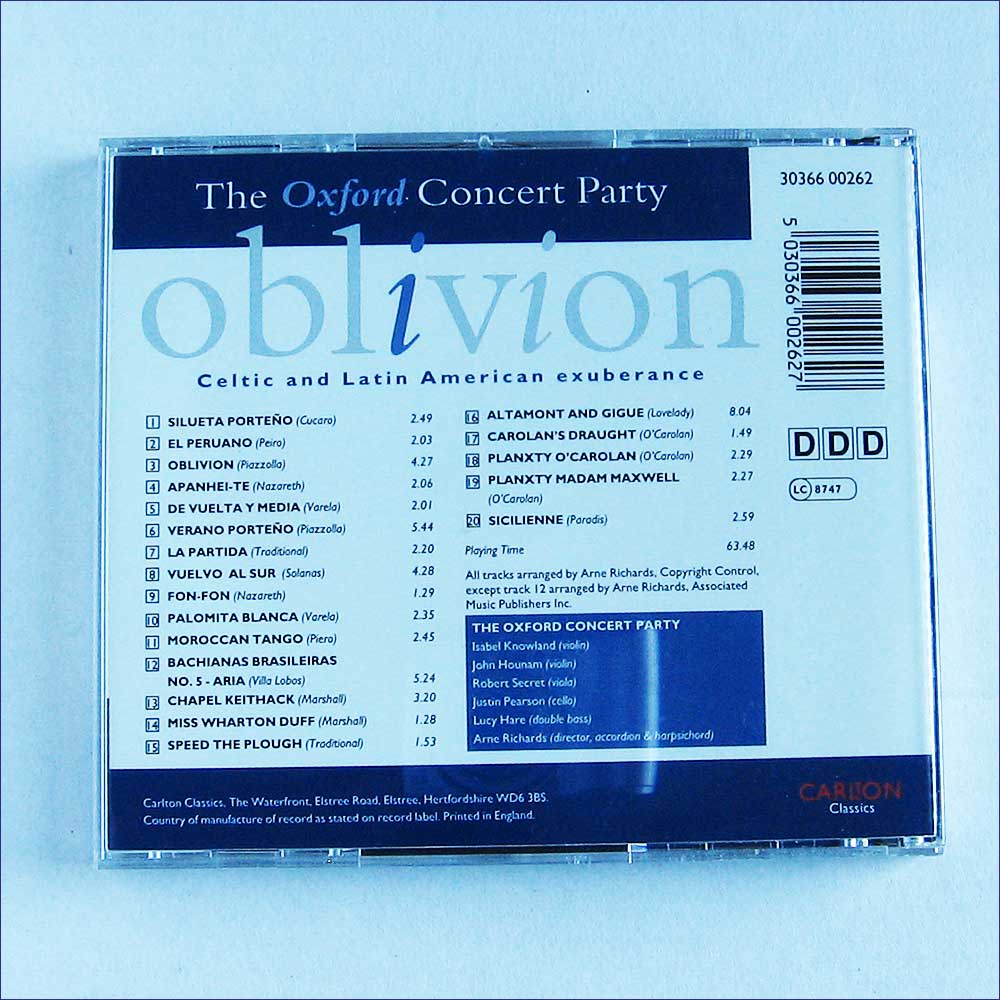 The Oxford Concert Party
oblivion
Celtic and Latin American exuberance
1 SILUETA PORTEÑO (Cucaro) 2.49
2 EL PERUANO (Peiro) 2.03
3 OBLIVION (Piazzolla) 4.27
4 APANHEI-TE (Nazareth) 2.06
5 DE VUELTA Y MEDIA (Varela) 2.01
6 VERANO PORTEÑO (Piazzolla) 5.44
7 LA PARTIDA (Traditional) 2.20
8 VUELVO AL SUR (Solanas) 4.28
9 FON-FON (Nazareth) 1.29
10 PALOMITA BLANCA (Varela) 2.35
11 MOROCCAN TANGO (Piero) 2.45
12 BACHIANAS BRASILEIRAS
NO. 5 - ARIA (Villa Lobos) 5.24
13 CHAPEL KEITHACK (Marshall) 3.20
14 MISS WHARTON DUFF (Marshall) 1.28
15 SPEED THE PLOUGH (Traditional) 1.53
16 ALTAMONT AND GIGUE (Lovelady) 8.04
17 CAROLAN'S DRAUGHT (O'Carolan) 1.49
18 PLANXTY O'CAROLAN (O'Carolan) 2.29
19 PLANXTY MADAM MAXWELL 2.27
(O'Carolan)
20 SICILIENNE (Paradis) 2.59
Playing Time 63.48
All tracks arranged by Arne Richards, Copyright Control,
except track 12 arranged by Arne Richards, Associated
Music Publishers Inc.
THE OXFORD CONCERT PARTY
Isabel Knowland (violin)
John Hounam (violin)
Robert Secret (viola)
Justin Pearson (cello)
Lucy Hare (double bass)
Arne Richards (director, accordion & harpsichord)
30366 00262
5 030366 002627
DDD
LC 8747
Carlton Classics, The Waterfront, Elstree Road, Elstree, Hertfordshire WD6 3BS.
Country of manufacture of record as stated on record label. Printed in England.
CARLTON
Classics